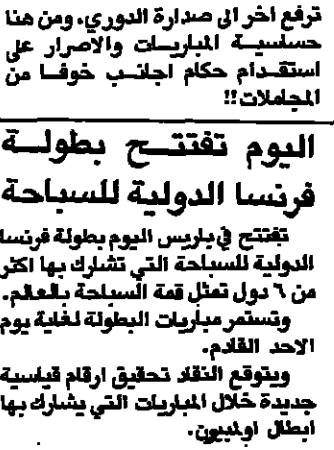 ترفع اخر الى صدارة الدوري. ومن هنا
حساسية المباريات والاصرار على
استقدام حكام اجانب خوفا من
المجاملات!!
اليوم تفتتح بطولة
فرنسا الدولية للسباحة
تفتتح في باريس اليوم بطولة فرنسا
الدولية للسباحة التي تشارك بها اكثر
من ٦ دول تمثل قمة السباحة بالعالم.
وتستمر مباريات البطولة لغاية يوم
الاحد القادم.
ويتوقع النقاد تحقيق ارقام قياسية
جديدة خلال المباريات التي يشارك بها
ابطال اولمبيون.